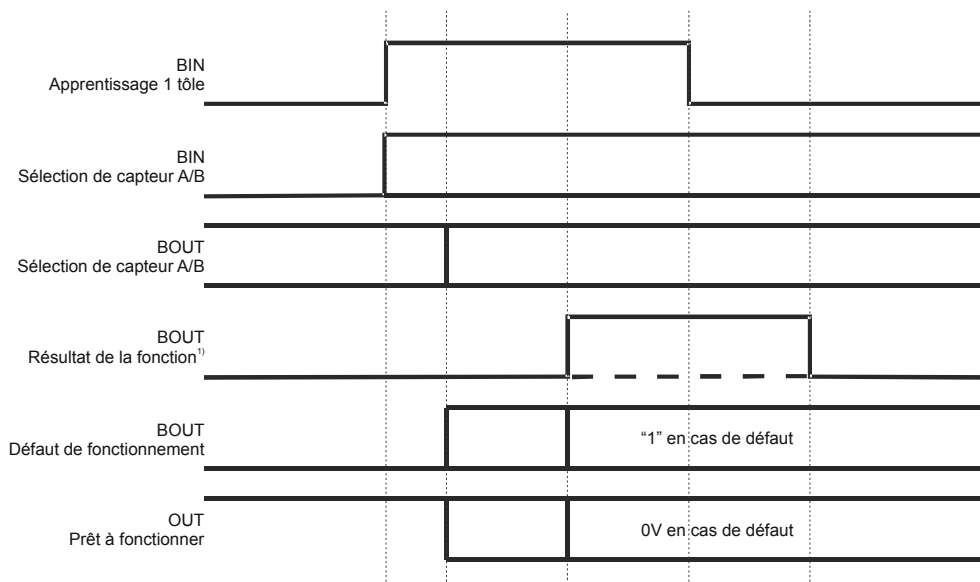 BIN
Apprentissage 1 tôle
BIN
Sélection de capteur A/B
BOUT
Sélection de capteur A/B
BOUT
Résultat de la fonction¹⁾
BOUT
Défaut de fonctionnement
“1” en cas de défaut
OUT
Prêt à fonctionner
0V en cas de défaut